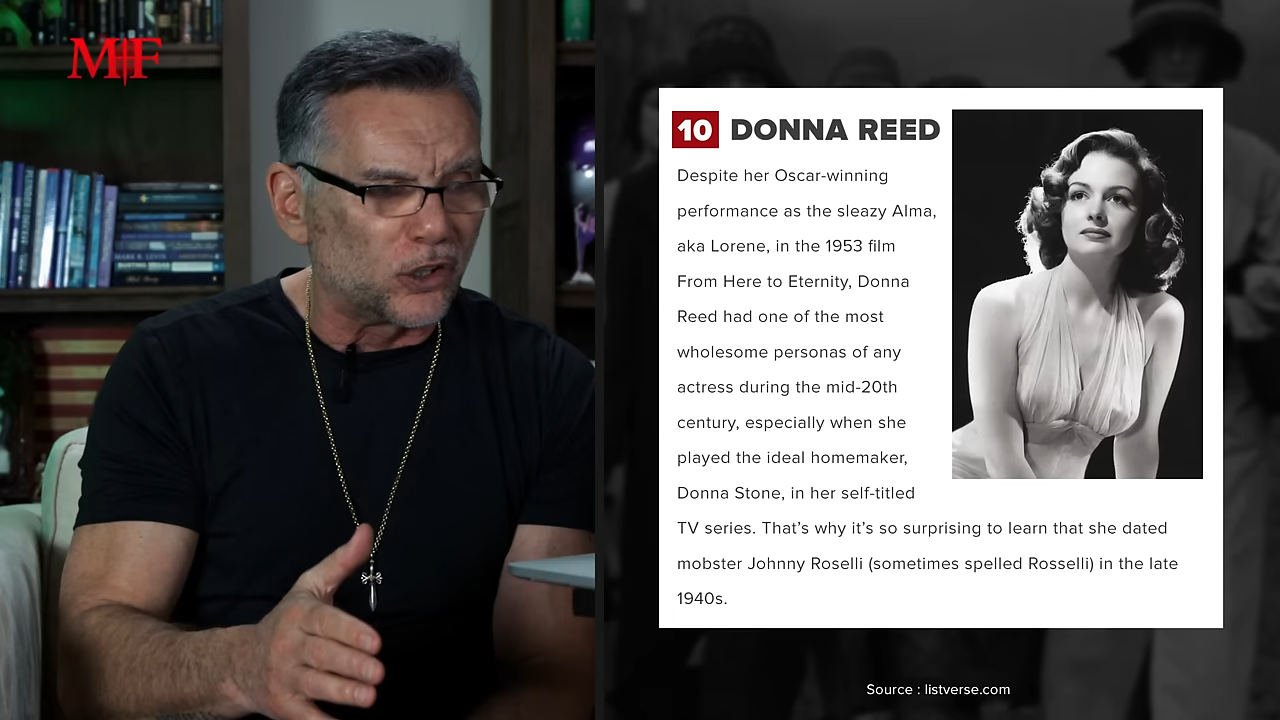 M F
10 DONNA REED
Despite her Oscar-winning
performance as the sleazy Alma,
aka Lorene, in the 1953 film
From Here to Eternity, Donna
Reed had one of the most
wholesome personas of any
actress during the mid-20th
century, especially when she
played the ideal homemaker,
Donna Stone, in her self-titled
TV series. That’s why it’s so surprising to learn that she dated
mobster Johnny Roselli (sometimes spelled Rosselli) in the late
1940s.
Source : listverse.com